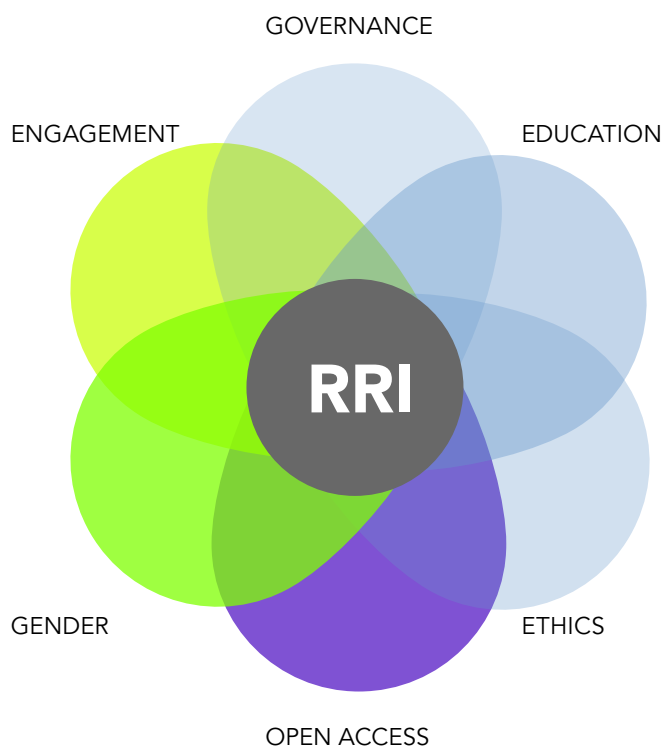 GOVERNANCE
ENGAGEMENT
EDUCATION
RRI
GENDER
ETHICS
OPEN ACCESS